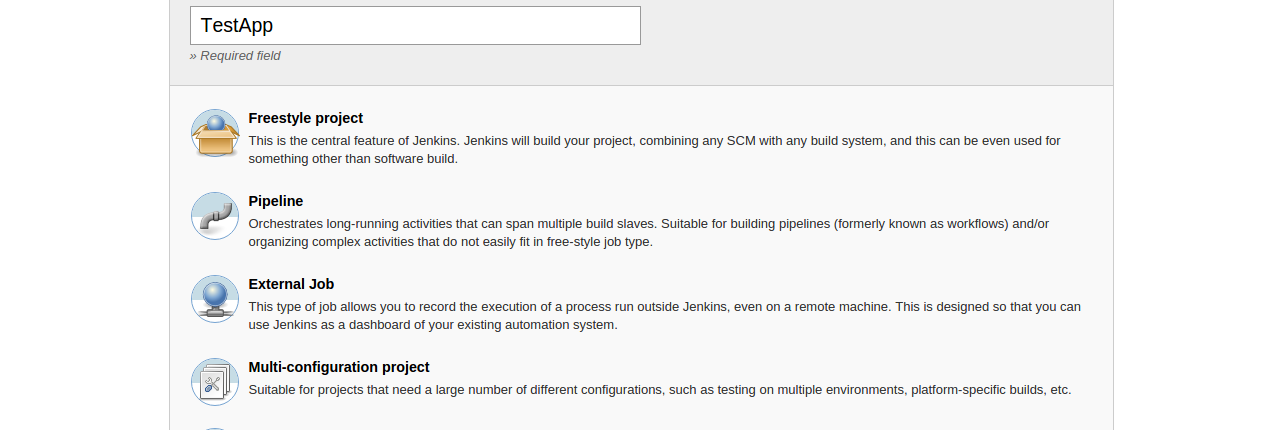 TestApp
» Required field
Freestyle project
This is the central feature of Jenkins. Jenkins will build your project, combining any SCM with any build system, and this can be even used for
something other than software build.
Pipeline
Orchestrates long-running activities that can span multiple build slaves. Suitable for building pipelines (formerly known as workflows) and/or
organizing complex activities that do not easily fit in free-style job type.
External Job
This type of job allows you to record the execution of a process run outside Jenkins, even on a remote machine. This is designed so that you can
use Jenkins as a dashboard of your existing automation system.
Multi-configuration project
Suitable for projects that need a large number of different configurations, such as testing on multiple environments, platform-specific builds, etc.